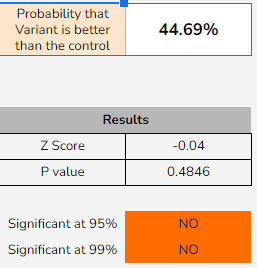 Probability that
Variant is better
than the control
44.69%
Results
Z Score -0.04
P value 0.4846
Significant at 95% NO
Significant at 99% NO